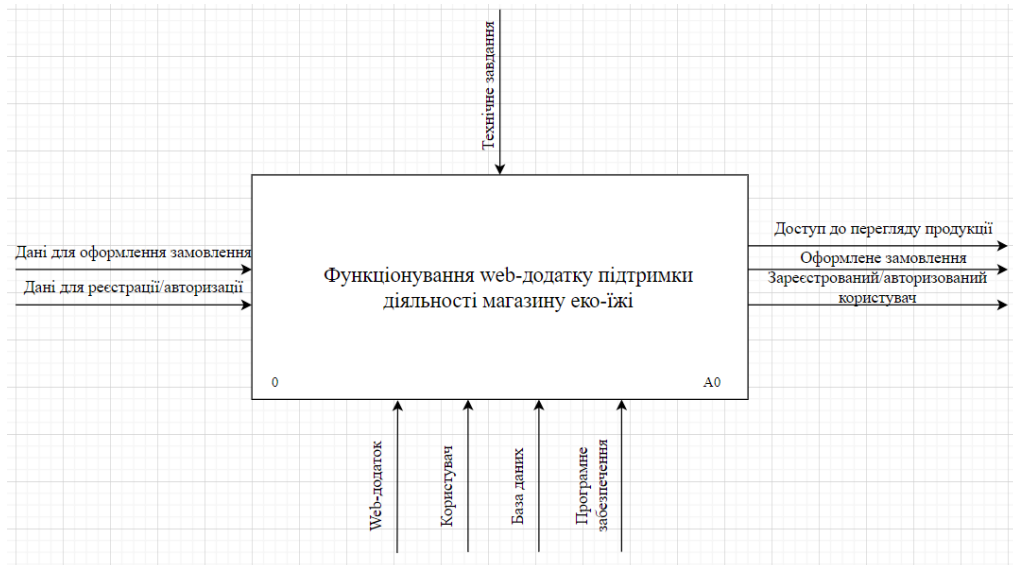 Технічне завдання
Доступ до перегляду продукції
Дані для оформлення замовлення
Оформлене замовлення
Функціонування web-додатку підтримки
діяльності магазину еко-їжі
Зареєстрований/авторизований
користувач
Дані для реєстрації/авторизації
0
A0
Web-додаток
Користувач
База даних
Програмне
забезпечення